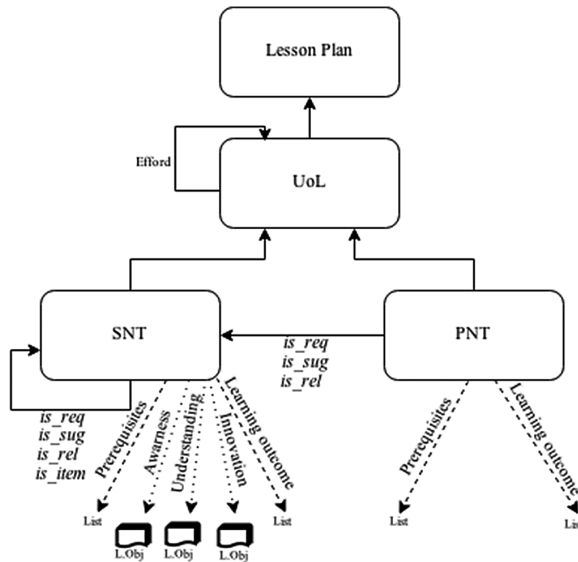 Lesson Plan
Efford
UoL
SNT
PNT
is_req
is_sug
is_rel
is_req
is_sug
is_rel
is_item
Prerequisites
Awarness
Understanding
Innovation
Learning outcome
Prerequisites
Learning outcome
List
List
List
List
L.Obj
L.Obj
L.Obj